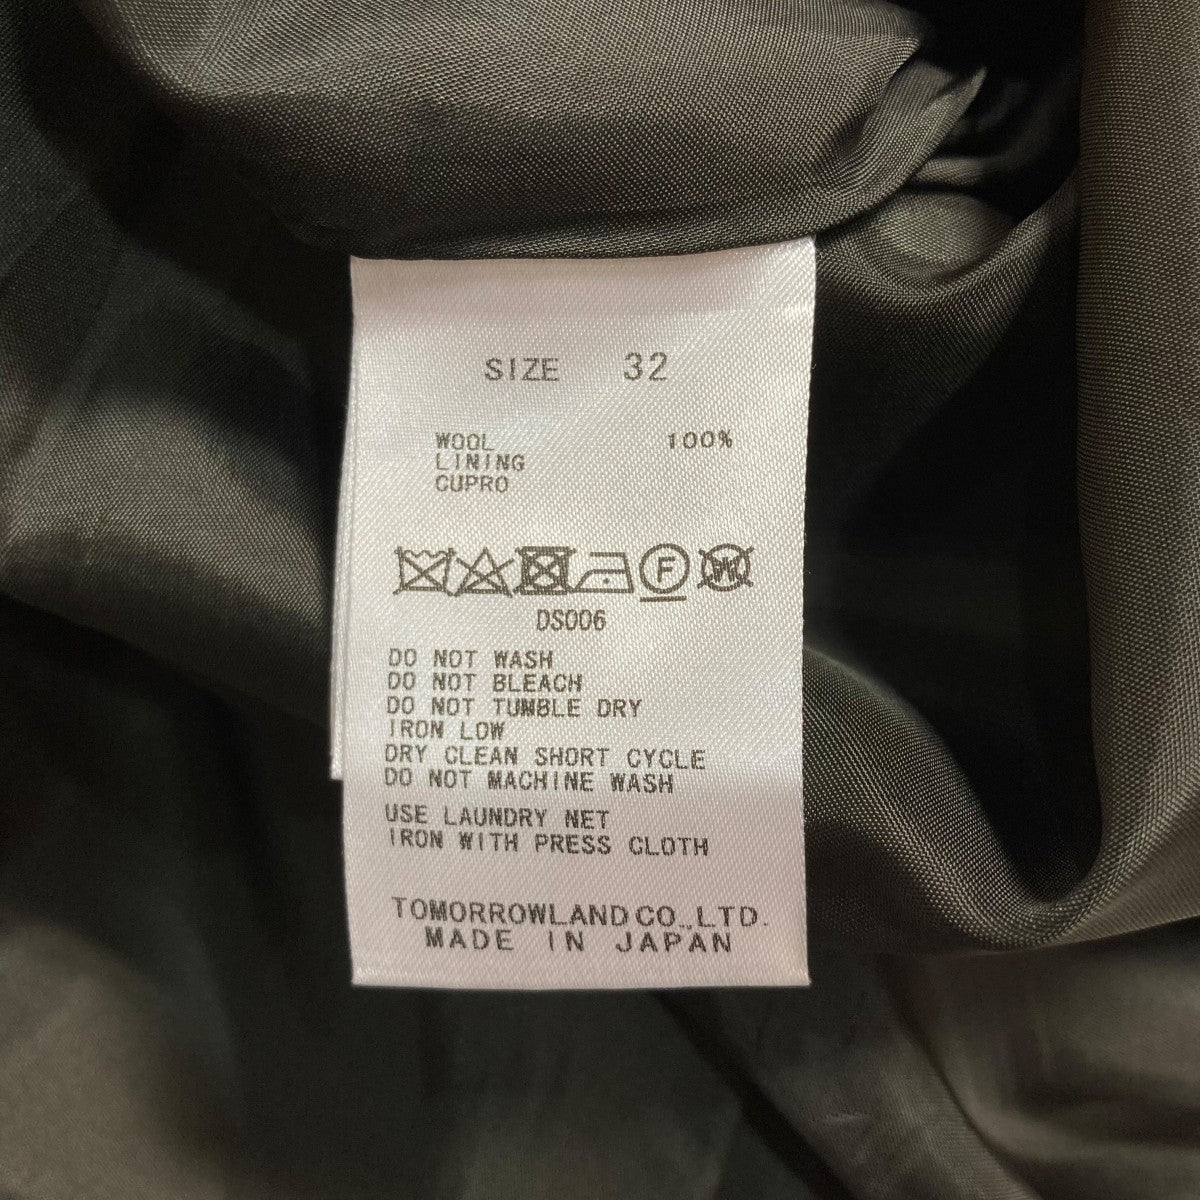 SIZE 32
WOOL 100%
LINING
CUPRO
F W
DS006
DO NOT WASH
DO NOT BLEACH
DO NOT TUMBLE DRY
IRON LOW
DRY CLEAN SHORT CYCLE
DO NOT MACHINE WASH
USE LAUNDRY NET
IRON WITH PRESS CLOTH
TOMORROWLAND CO.,LTD.
MADE IN JAPAN